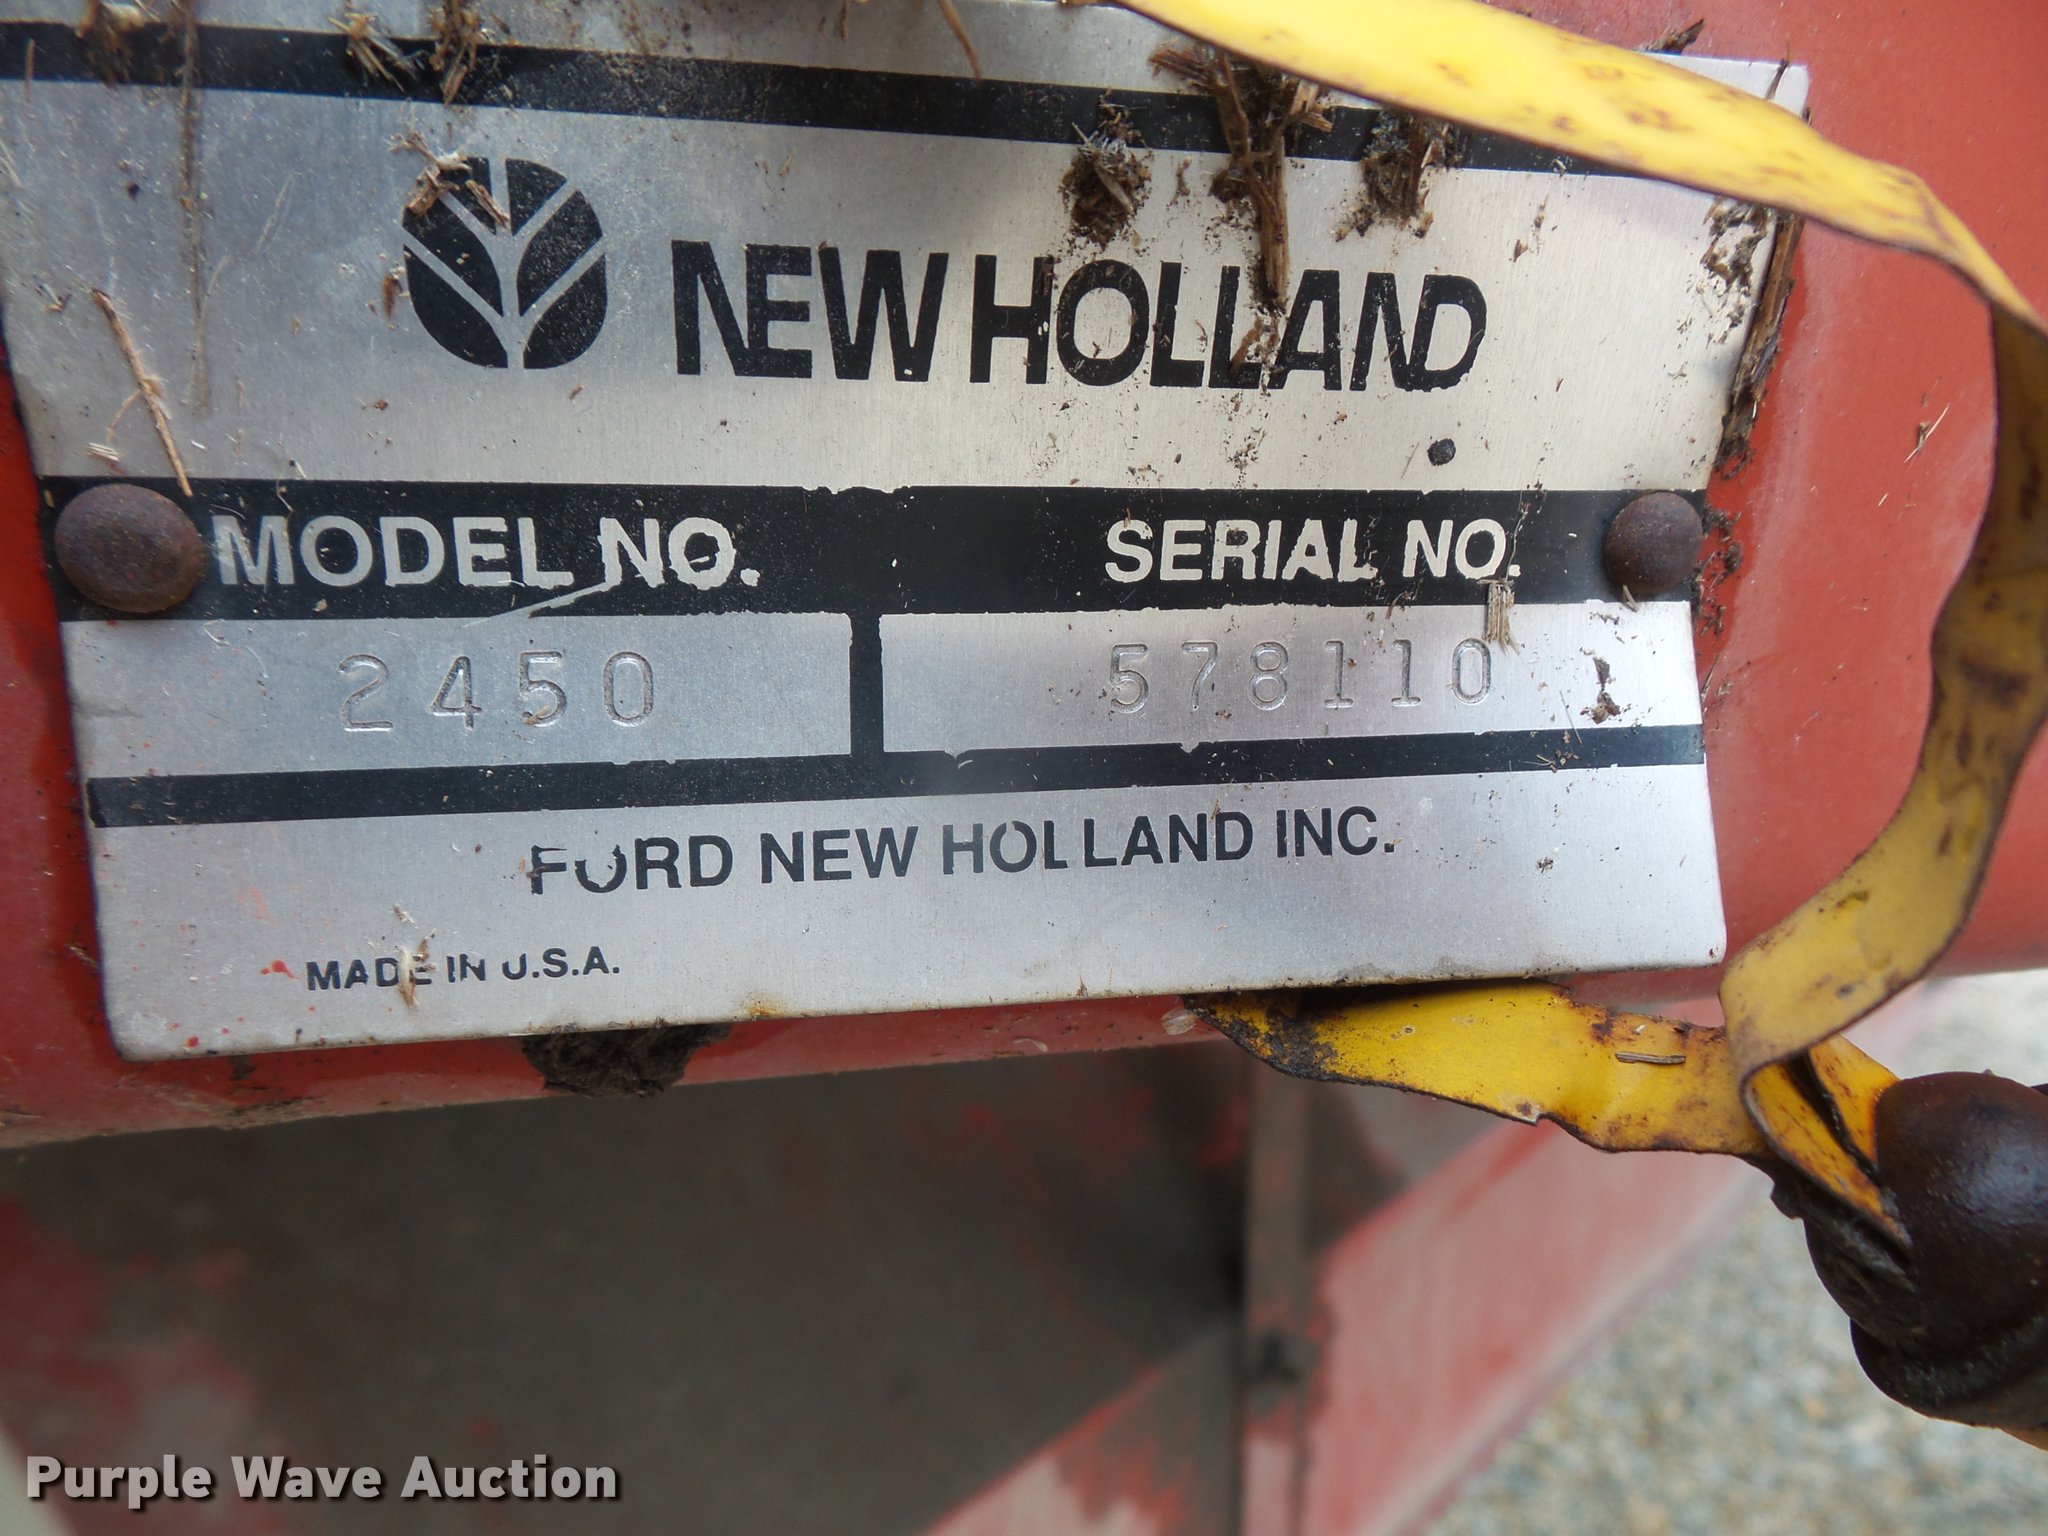 NEW HOLLAND
MODEL NO. SERIAL NO.
2450 578110
FORD NEW HOLLAND INC.
MADE IN U.S.A.
Purple Wave Auction